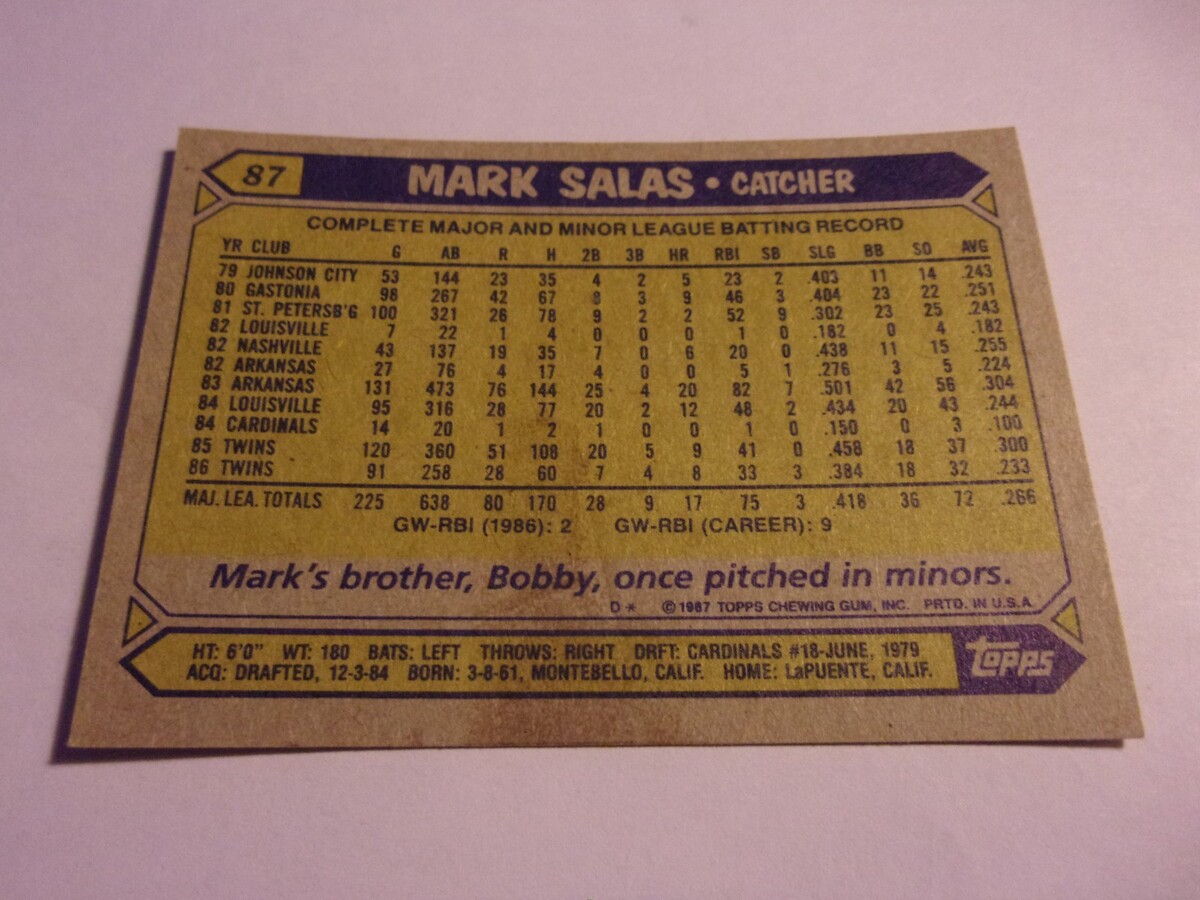 87 MARK SALAS • CATCHER
COMPLETE MAJOR AND MINOR LEAGUE BATTING RECORD
YR CLUB G AB R H 2B 3B HR RBI SB SLG BB SO AVG
79 JOHNSON CITY 53 144 23 35 4 2 5 23 2 .403 11 14 .243
80 GASTONIA 98 267 42 67 8 3 9 46 3 .404 23 22 .251
81 ST. PETERSB'G 100 321 26 78 9 2 2 52 9 .302 23 25 .243
82 LOUISVILLE 7 22 1 4 0 0 0 1 0 .182 0 4 .182
82 NASHVILLE 43 137 19 35 7 0 6 20 0 .438 11 15 .255
82 ARKANSAS 27 76 4 17 4 0 0 5 1 .276 3 5 .224
83 ARKANSAS 131 473 76 144 25 4 20 82 7 .501 42 56 .304
84 LOUISVILLE 95 316 28 77 20 2 12 48 2 .434 20 43 .244
84 CARDINALS 14 20 1 2 1 0 0 1 0 .150 0 3 .100
85 TWINS 120 360 51 108 20 5 9 41 0 .458 18 37 .300
86 TWINS 91 258 28 60 7 4 8 33 3 .384 18 32 .233
MAJ. LEA. TOTALS 225 638 80 170 28 9 17 75 3 .418 36 72 .266
GW-RBI (1986): 2 GW-RBI (CAREER): 9
Mark's brother, Bobby, once pitched in minors.
D* © 1987 TOPPS CHEWING GUM, INC. PRTD. IN U.S.A.
HT: 6'0" WT: 180 BATS: LEFT THROWS: RIGHT DRFT: CARDINALS #18-JUNE, 1979
ACQ: DRAFTED, 12-3-84 BORN: 3-8-61, MONTEBELLO, CALIF. HOME: LaPUENTE, CALIF.
topps